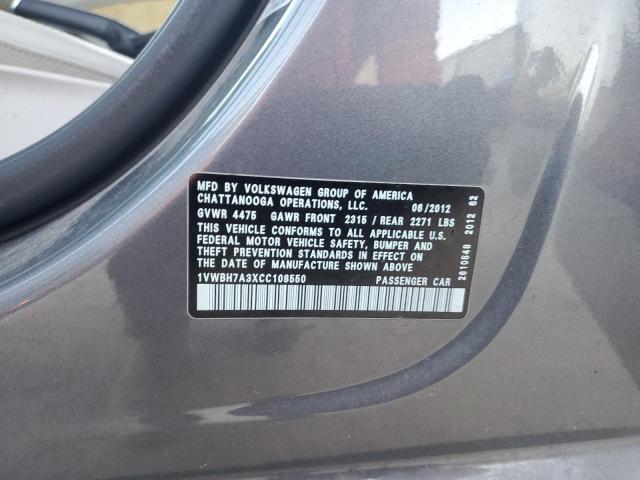 MFD BY VOLKSWAGEN GROUP OF AMERICA
CHATTANOOGA OPERATIONS, LLC. 06/2012
GVWR 4475 GAWR FRONT 2315/REAR 2271 LBS
THIS VEHICLE CONFORMS TO ALL APPLICABLE U.S.
FEDERAL MOTOR VEHICLE SAFETY, BUMPER, AND
THEFT PREVENTION STANDARDS IN EFFECT ON
THE DATE OF MANUFACTURE SHOWN ABOVE.
1VWBH7A3XCC108550 PASSENGER CAR
2610548 2012 62